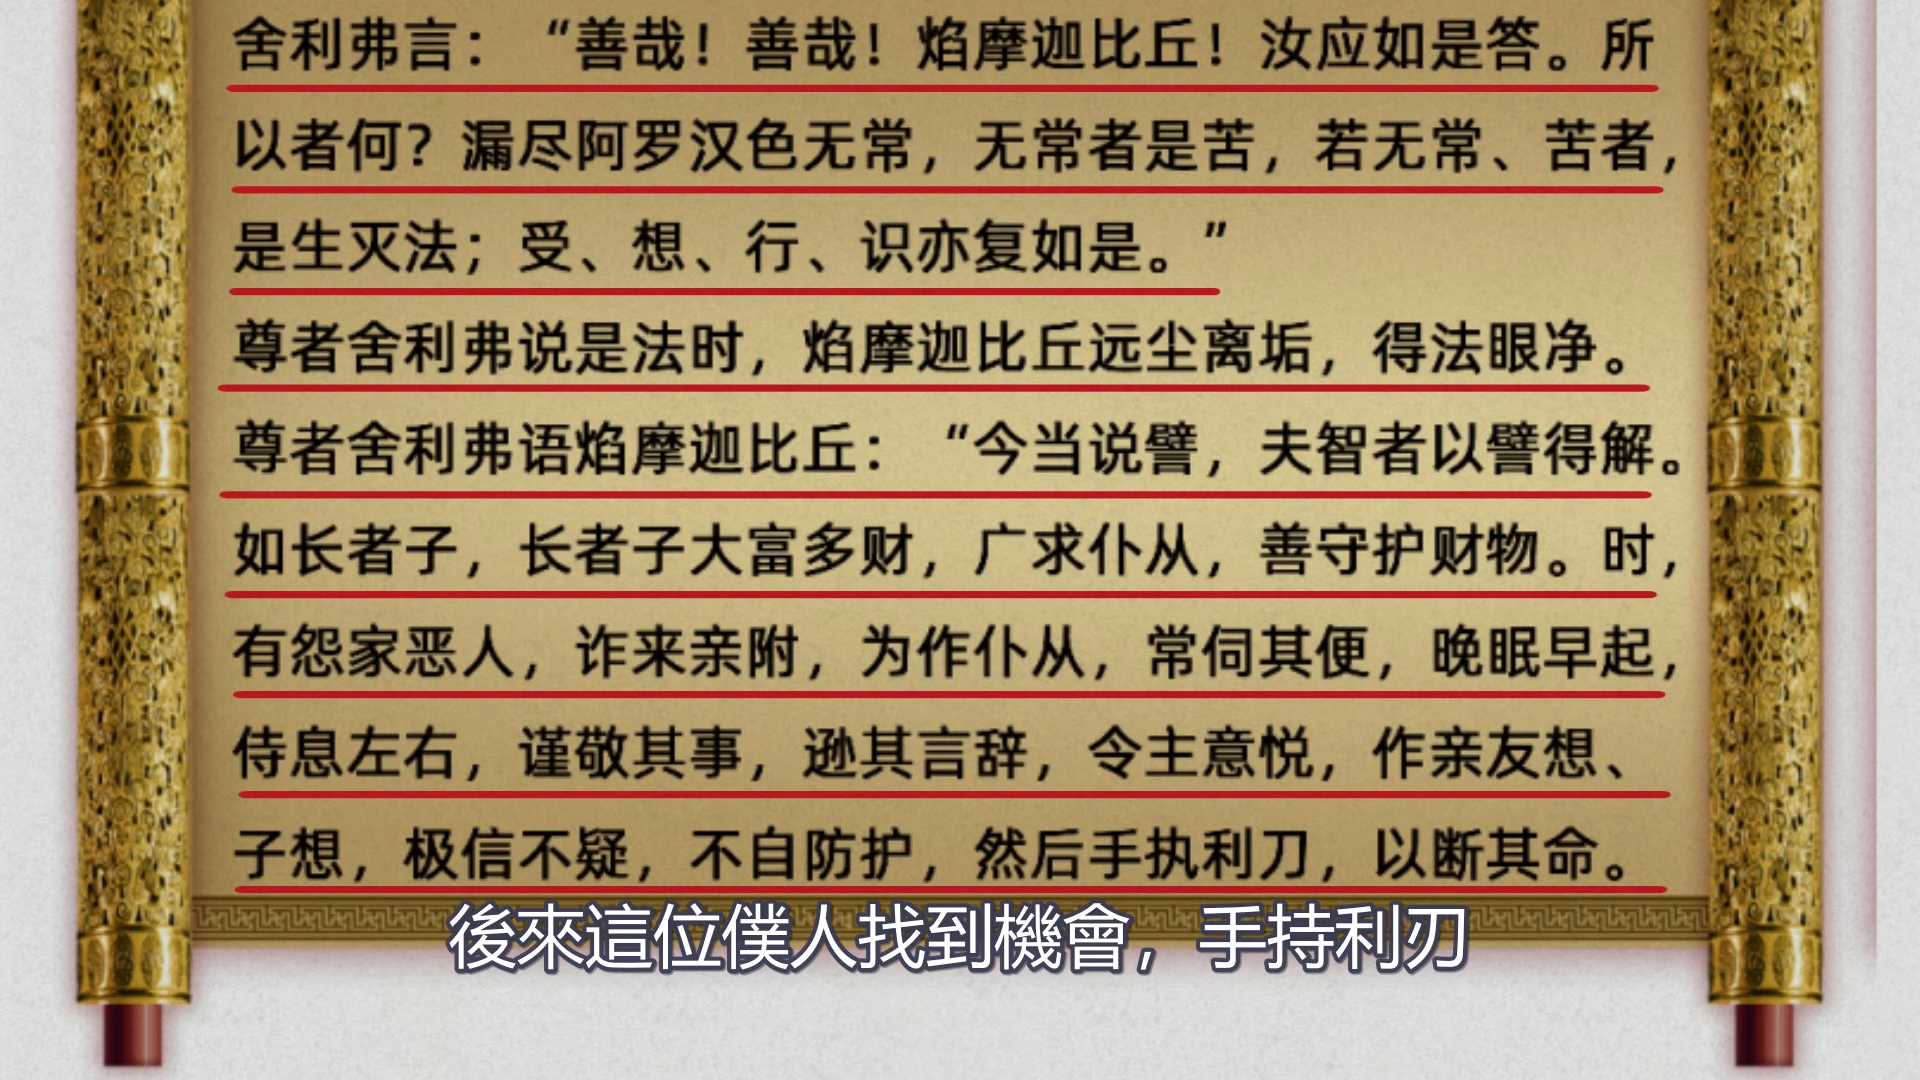 舍利弗言：“善哉！善哉！焰摩迦比丘！汝应如是答。所
以者何？漏尽阿罗汉色无常，无常者是苦，若无常、苦者，
是生灭法；受、想、行、识亦复如是。”
尊者舍利弗说是法时，焰摩迦比丘远尘离垢，得法眼净。
尊者舍利弗语焰摩迦比丘：“今当说譬，夫智者以譬得解。
如长者子，长者子大富多财，广求仆从，善守护财物。时，
有怨家恶人，诈来亲附，为作仆从，常伺其便，晚眠早起，
侍息左右，谨敬其事，逊其言辞，令主意悦，作亲友想、
子想，极信不疑，不自防护，然后手执利刀，以断其命。
後來這位僕人找到機會，手持利刃